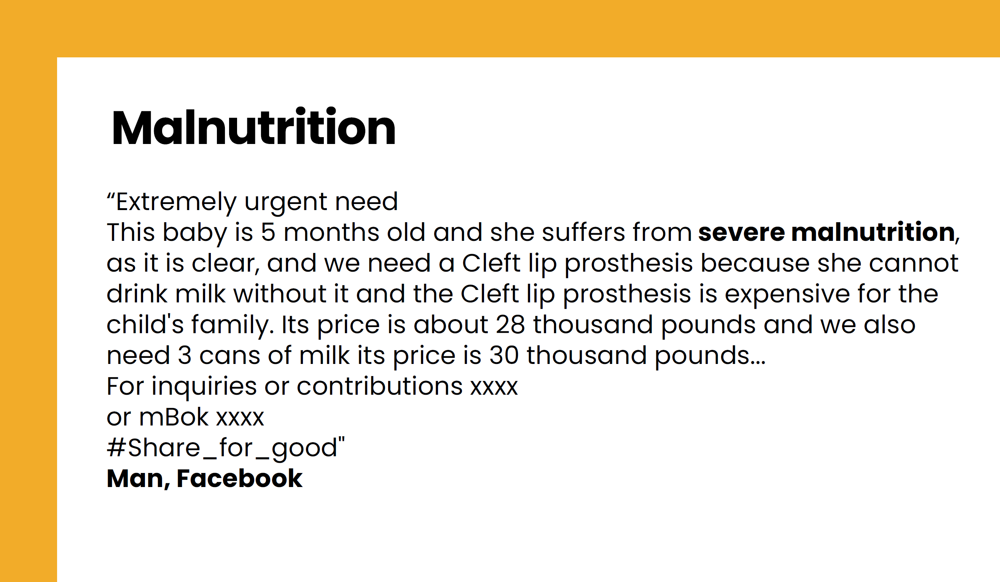 Malnutrition
“Extremely urgent need
This baby is 5 months old and she suffers from severe malnutrition,
as it is clear, and we need a Cleft lip prosthesis because she cannot
drink milk without it and the Cleft lip prosthesis is expensive for the
child's family. Its price is about 28 thousand pounds and we also
need 3 cans of milk its price is 30 thousand pounds...
For inquiries or contributions xxxx
or mBok xxxx
#Share_for_good"
Man, Facebook